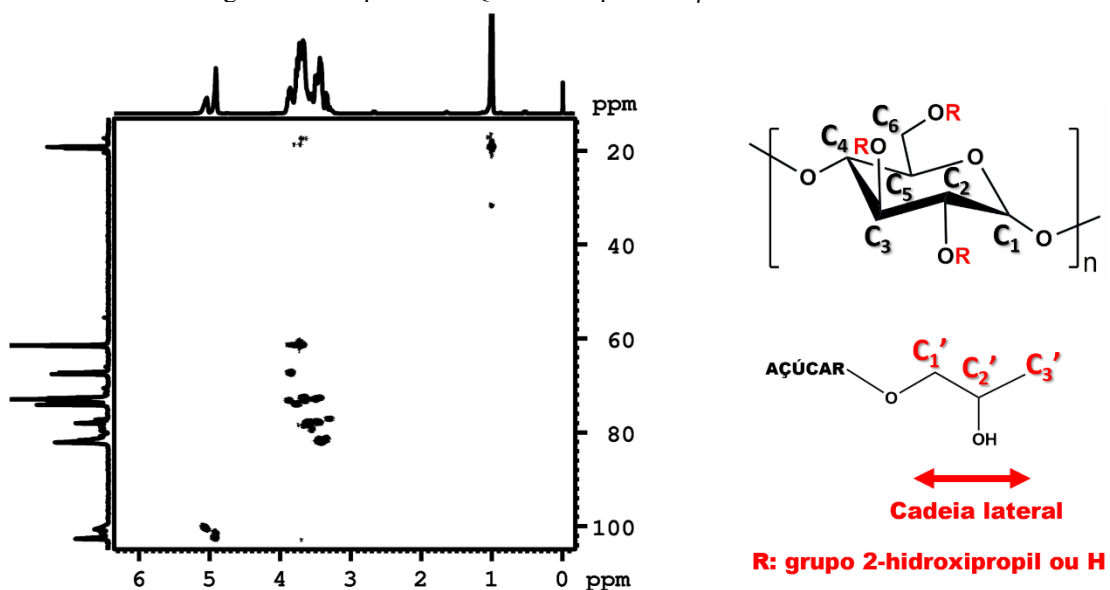 ppm
20
40
60
80
100
6 5 4 3 2 1 0 ppm
C6 OR
C4 RO O
O C5 C2
C3 OR C1 O n
C1' C2' C3'
AÇÚCAR O
OH
Cadeia lateral
R: grupo 2-hidroxipropil ou H